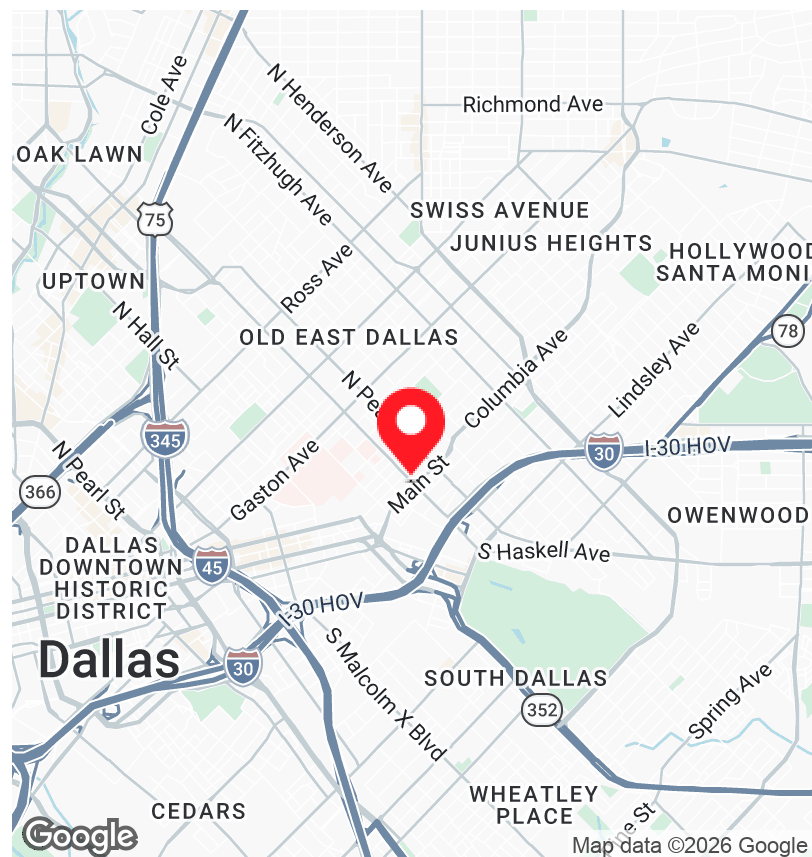 Cole Ave
N Henderson Ave
Richmond Ave
N Fitzhugh Ave
OAK LAWN
75
SWISS AVENUE
JUNIUS HEIGHTS
HOLLYWOOD
SANTA MONI
Ross Ave
UPTOWN
N Hall St
OLD EAST DALLAS
78
Columbia Ave
Lindsley Ave
N Pea
345
Gaston Ave
30
I-30 HOV
N Pearl St
366
Main St
OWENWOOD
DALLAS
DOWNTOWN
HISTORIC
DISTRICT
45
S Haskell Ave
I-30 HOV
Dallas
30
S Malcolm X Blvd
SOUTH DALLAS
352
Spring Ave
WHEATLEY
PLACE
CEDARS
ne St
Google
Map data ©2026 Google